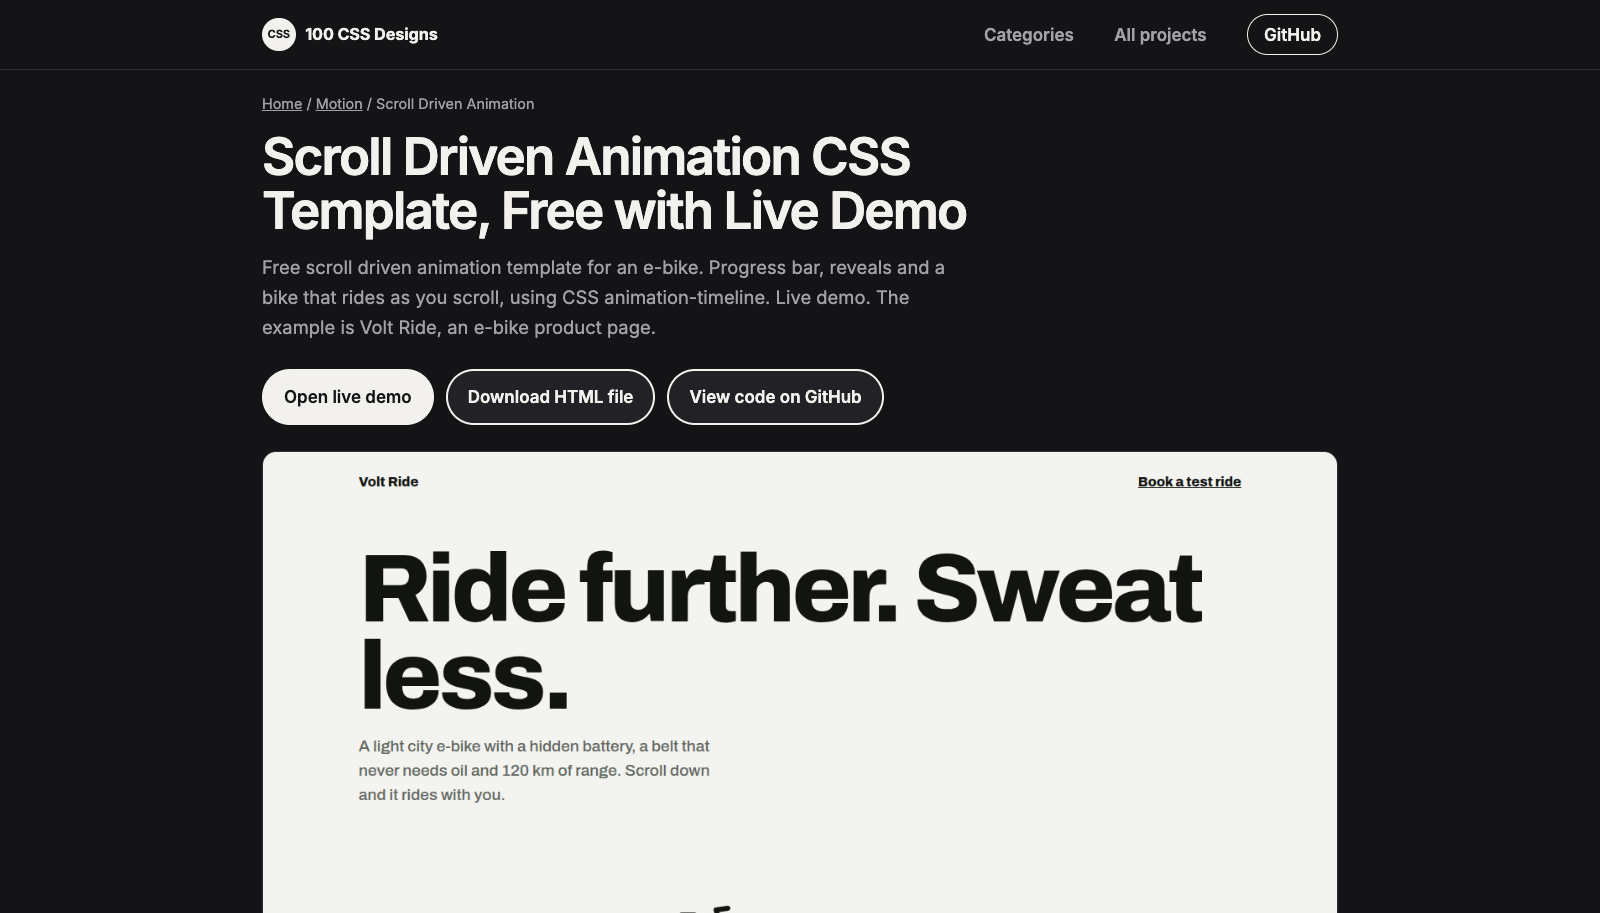 CSS 100 CSS Designs
Categories All projects GitHub
Home / Motion / Scroll Driven Animation
Scroll Driven Animation CSS
Template, Free with Live Demo
Free scroll driven animation template for an e-bike. Progress bar, reveals and a
bike that rides as you scroll, using CSS animation-timeline. Live demo. The
example is Volt Ride, an e-bike product page.
Open live demo Download HTML file View code on GitHub
Volt Ride Book a test ride
Ride further. Sweat
less.
A light city e-bike with a hidden battery, a belt that
never needs oil and 120 km of range. Scroll down
and it rides with you.